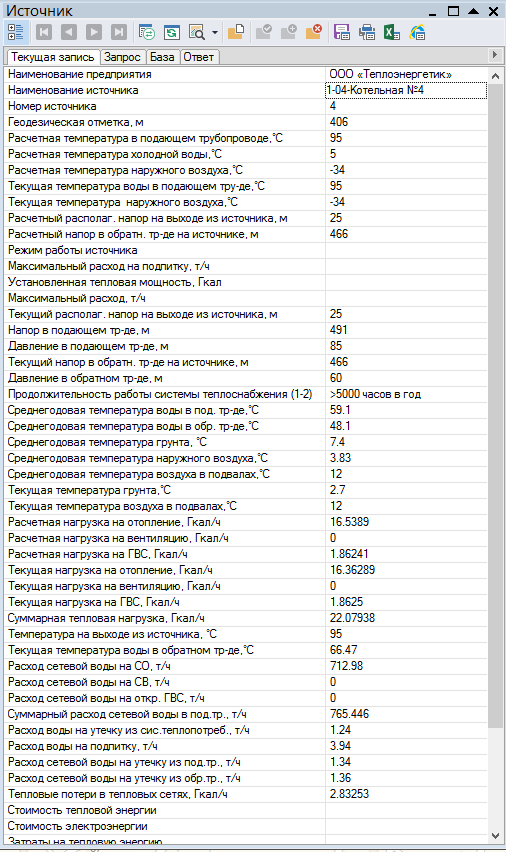 Источник
Текущая запись Запрос База Ответ
Наименование предприятия ООО «Теплоэнергетик»
Наименование источника 1-04-Котельная №4
Номер источника 4
Геодезическая отметка, м 406
Расчетная температура в подающем трубопроводе,°C 95
Расчетная температура холодной воды,°C 5
Расчетная температура наружного воздуха,°C -34
Текущая температура воды в подающем тру-де,°C 95
Текущая температура наружного воздуха,°C -34
Расчетный располаг. напор на выходе из источника, м 25
Расчетный напор в обратн. тр-де на источнике, м 466
Режим работы источника
Максимальный расход на подпитку, т/ч
Установленная тепловая мощность, Гкал
Максимальный расход, т/ч
Текущий располаг. напор на выходе из источника, м 25
Напор в подающем тр-де, м 491
Давление в подающем тр-де, м 85
Текущий напор в обратн. тр-де на источнике, м 466
Давление в обратном тр-де, м 60
Продолжительность работы системы теплоснабжения (1-2) >5000 часов в год
Среднегодовая температура воды в под. тр-де,°C 59.1
Среднегодовая температура воды в обр. тр-де,°C 48.1
Среднегодовая температура грунта, °C 7.4
Среднегодовая температура наружного воздуха,°C 3.83
Среднегодовая температура воздуха в подвалах,°C 12
Текущая температура грунта,°C 2.7
Текущая температура воздуха в подвалах,°C 12
Расчетная нагрузка на отопление, Гкал/ч 16.5389
Расчетная нагрузка на вентиляцию, Гкал/ч 0
Расчетная нагрузка на ГВС, Гкал/ч 1.86241
Текущая нагрузка на отопление, Гкал/ч 16.36289
Текущая нагрузка на вентиляцию, Гкал/ч 0
Текущая нагрузка на ГВС, Гкал/ч 1.8625
Суммарная тепловая нагрузка, Гкал/ч 22.07938
Температура на выходе из источника, °C 95
Текущая температура воды в обратном тр-де,°C 66.47
Расход сетевой воды на СО, т/ч 712.98
Расход сетевой воды на СВ, т/ч 0
Расход сетевой воды на откр. ГВС, т/ч 0
Суммарный расход сетевой воды в под.тр., т/ч 765.446
Расход воды на утечку из сис.теплопотреб., т/ч 1.24
Расход воды на подпитку, т/ч 3.94
Расход сетевой воды на утечку из под.тр., т/ч 1.34
Расход сетевой воды на утечку из обр.тр., т/ч 1.36
Тепловые потери в тепловых сетях, Гкал/ч 2.83253
Стоимость тепловой энергии
Стоимость электроэнергии
Затраты на тепловую энергию